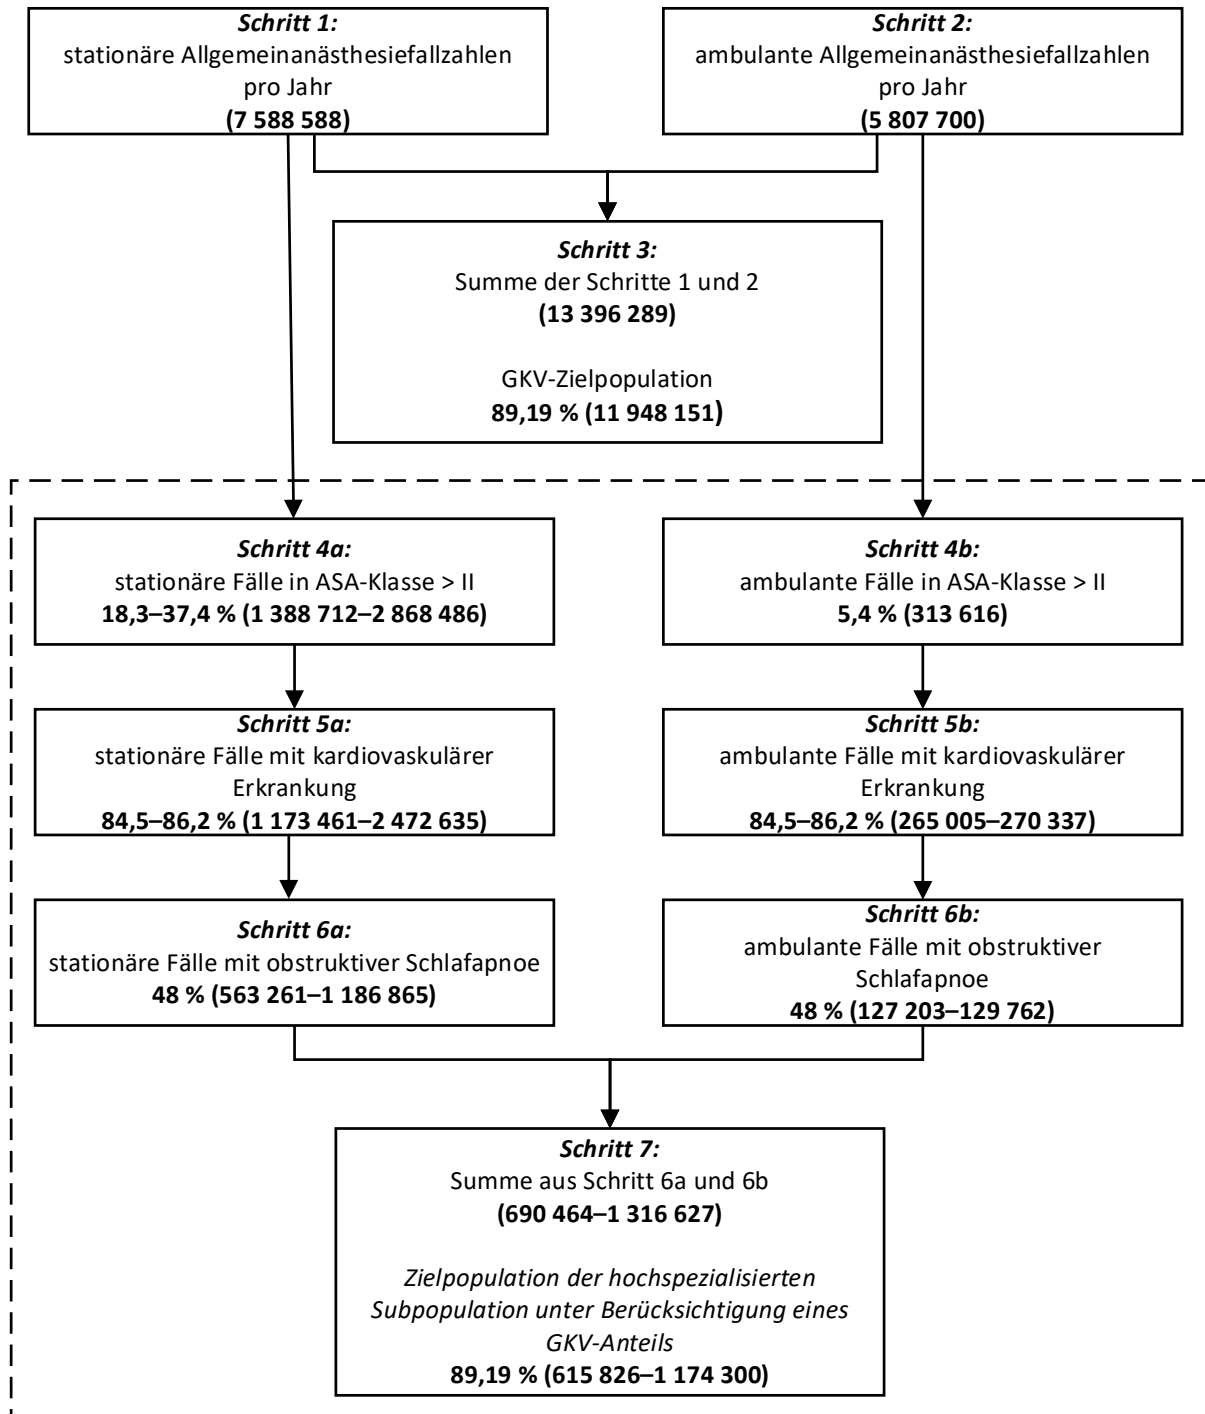 Schritt 1:
stationäre Allgemeinanästhesiefallzahlen
pro Jahr
(7 588 588)
Schritt 2:
ambulante Allgemeinanästhesiefallzahlen
pro Jahr
(5 807 700)
Schritt 3:
Summe der Schritte 1 und 2
(13 396 289)
GKV-Zielpopulation
89,19 % (11 948 151)
Schritt 4a:
stationäre Fälle in ASA-Klasse > II
18,3–37,4 % (1 388 712–2 868 486)
Schritt 4b:
ambulante Fälle in ASA-Klasse > II
5,4 % (313 616)
Schritt 5a:
stationäre Fälle mit kardiovaskulärer
Erkrankung
84,5–86,2 % (1 173 461–2 472 635)
Schritt 5b:
ambulante Fälle mit kardiovaskulärer
Erkrankung
84,5–86,2 % (265 005–270 337)
Schritt 6a:
stationäre Fälle mit obstruktiver Schlafapnoe
48 % (563 261–1 186 865)
Schritt 6b:
ambulante Fälle mit obstruktiver
Schlafapnoe
48 % (127 203–129 762)
Schritt 7:
Summe aus Schritt 6a und 6b
(690 464–1 316 627)
Zielpopulation der hochspezialisierten
Subpopulation unter Berücksichtigung eines
GKV-Anteils
89,19 % (615 826–1 174 300)